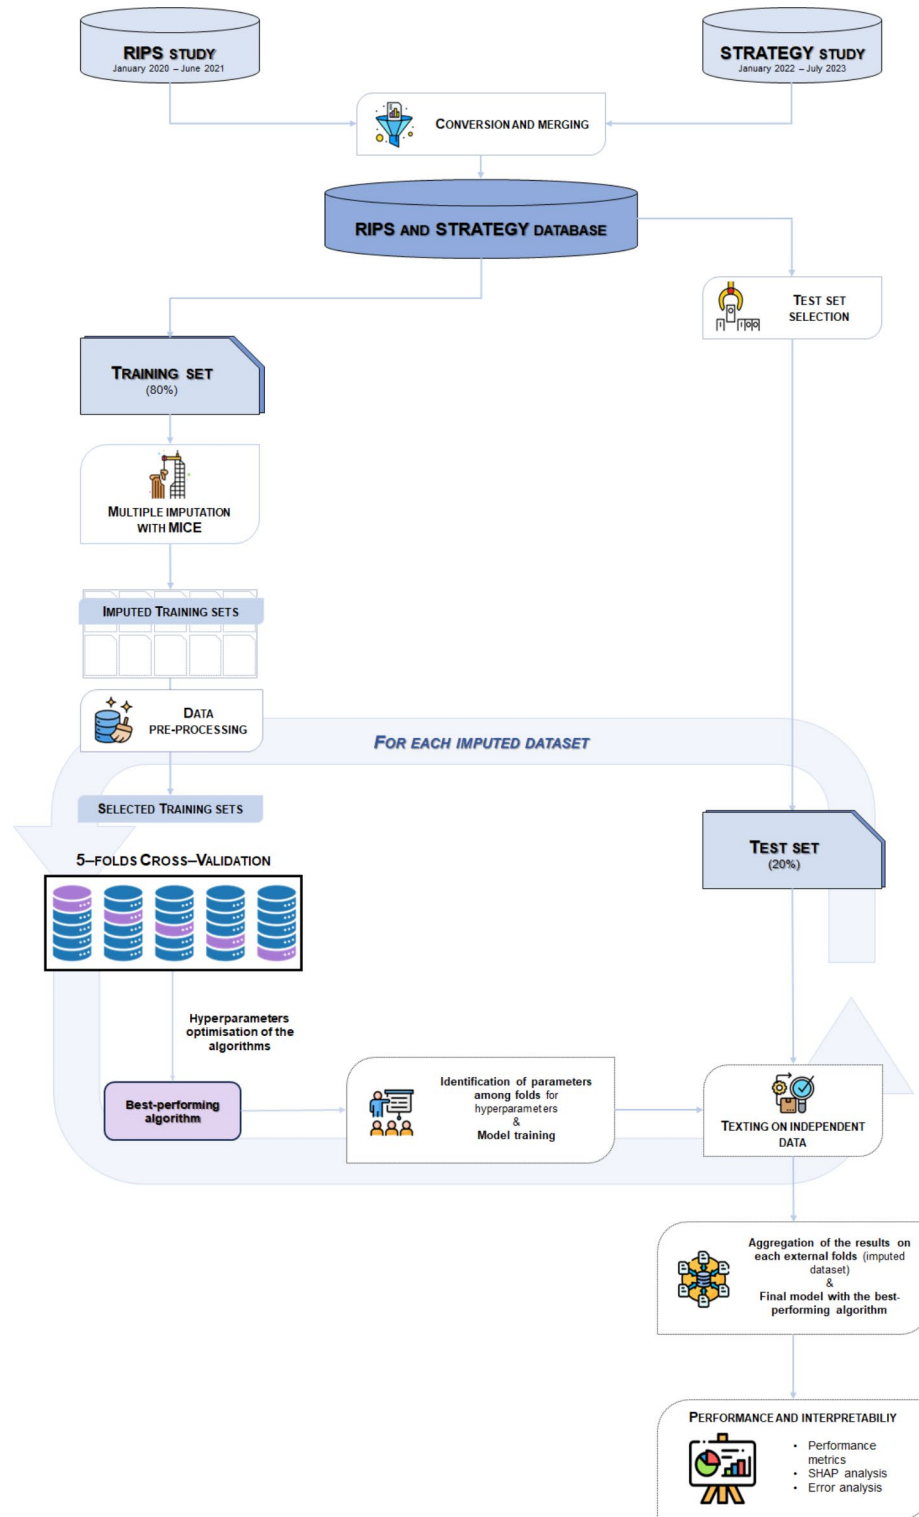 RIPS STUDY
January 2020 – June 2021
STRATEGY STUDY
January 2022 – July 2023
CONVERSION AND MERGING
RIPS AND STRATEGY DATABASE
TEST SET
SELECTION
TRAINING SET
(80%)
MULTIPLE IMPUTATION
WITH MICE
IMPUTED TRAINING SETS
DATA
PRE-PROCESSING
FOR EACH IMPUTED DATASET
SELECTED TRAINING SETS
TEST SET
(20%)
5–FOLDS CROSS–VALIDATION
Hyperparameters
optimisation of the
algorithms
Best-performing
algorithm
Identification of parameters
among folds for
hyperparameters
&
Model training
TEXTING ON INDEPENDENT
DATA
Aggregation of the results on
each external folds (imputed
dataset)
&
Final model with the best-
performing algorithm
PERFORMANCE AND INTERPRETABILIY
• Performance
metrics
• SHAP analysis
• Error analysis